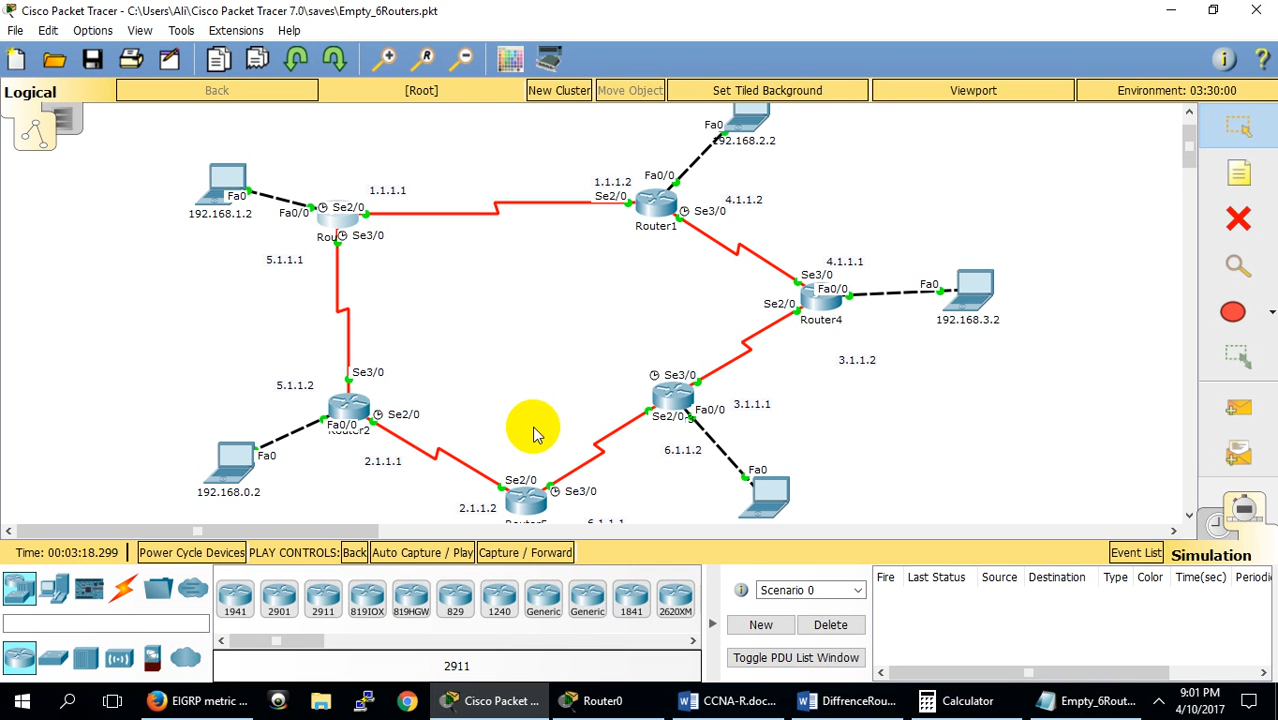 Cisco Packet Tracer - C:\Users\Ali\Cisco Packet Tracer 7.0\saves\Empty_6Routers.pkt
File Edit Options View Tools Extensions Help
Logical Back [Root] New Cluster Move Object Set Tiled Background Viewport Environment: 03:30:00
Fa0
192.168.2.2
Fa0/0
1.1.1.1
1.1.1.2
Fa0
Se2/0
Se2/0
Se3/0
4.1.1.2
192.168.1.2
Fa0/0
Router1
Se3/0
5.1.1.1
4.1.1.1
Se3/0
Fa0/0
Fa0
Se2/0
Router4
192.168.3.2
3.1.1.2
Se3/0
Se3/0
5.1.1.2
3.1.1.1
Se2/0
Fa0/0
Se2/0
Fa0/0
Fa0
6.1.1.2
2.1.1.1
Fa0
192.168.0.2
Se2/0
Se3/0
2.1.1.2
Time: 00:03:18.299 Power Cycle Devices PLAY CONTROLS: Back Auto Capture / Play Capture / Forward Event List Simulation
1941 2901 2911 819IOX 819HGW 829 1240 Generic Generic 1841 2620XM
2911
Scenario 0
New Delete
Toggle PDU List Window
Fire Last Status Source Destination Type Color Time(sec) Periodi
EIGRP metric ... Cisco Packet ... Router0 CCNA-R.doc... DiffrenceRou... Calculator Empty_6Rout...
9:01 PM
4/10/2017